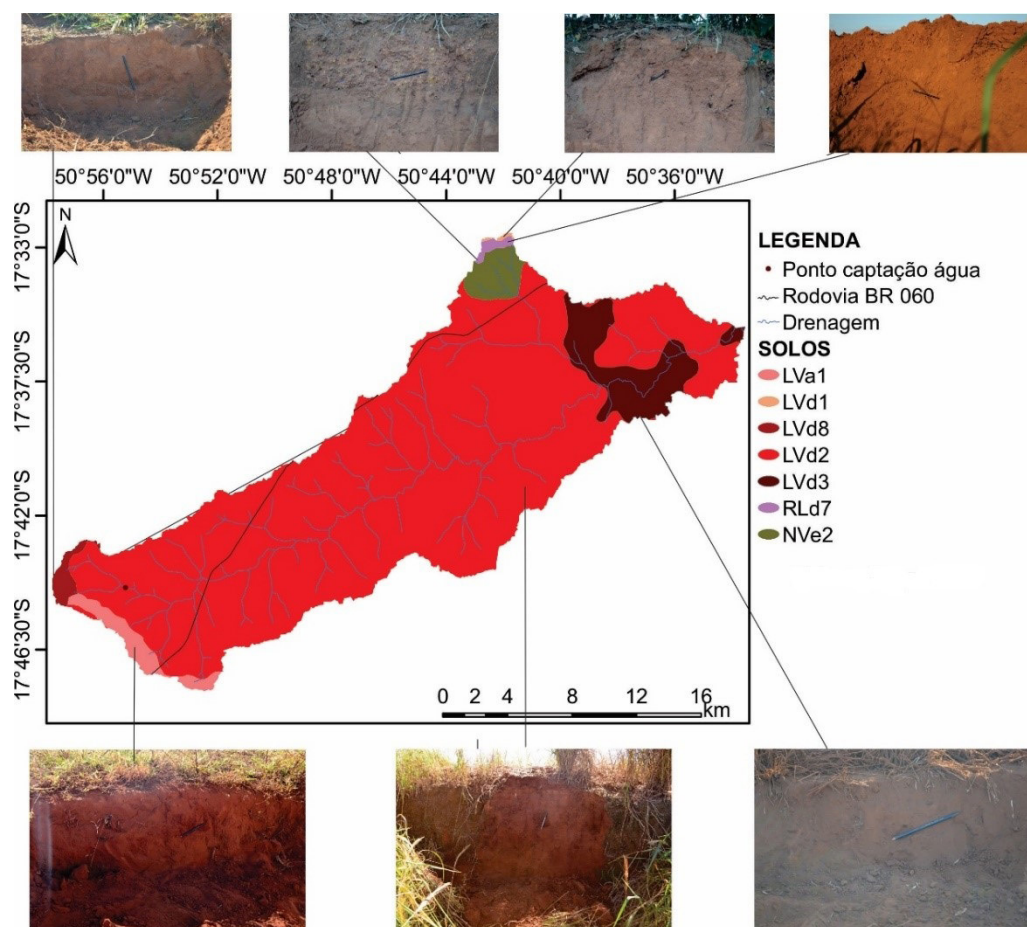 50°56'0"W 50°52'0"W 50°48'0"W 50°44'0"W 50°40'0"W 50°36'0"W
N
17°33'0"S
17°37'30"S
17°42'0"S
17°46'30"S
LEGENDA
Ponto captação água
Rodovia BR 060
Drenagem
SOLOS
LVa1
LVd1
LVd8
LVd2
LVd3
RLd7
NVe2
0 2 4 8 12 16
km